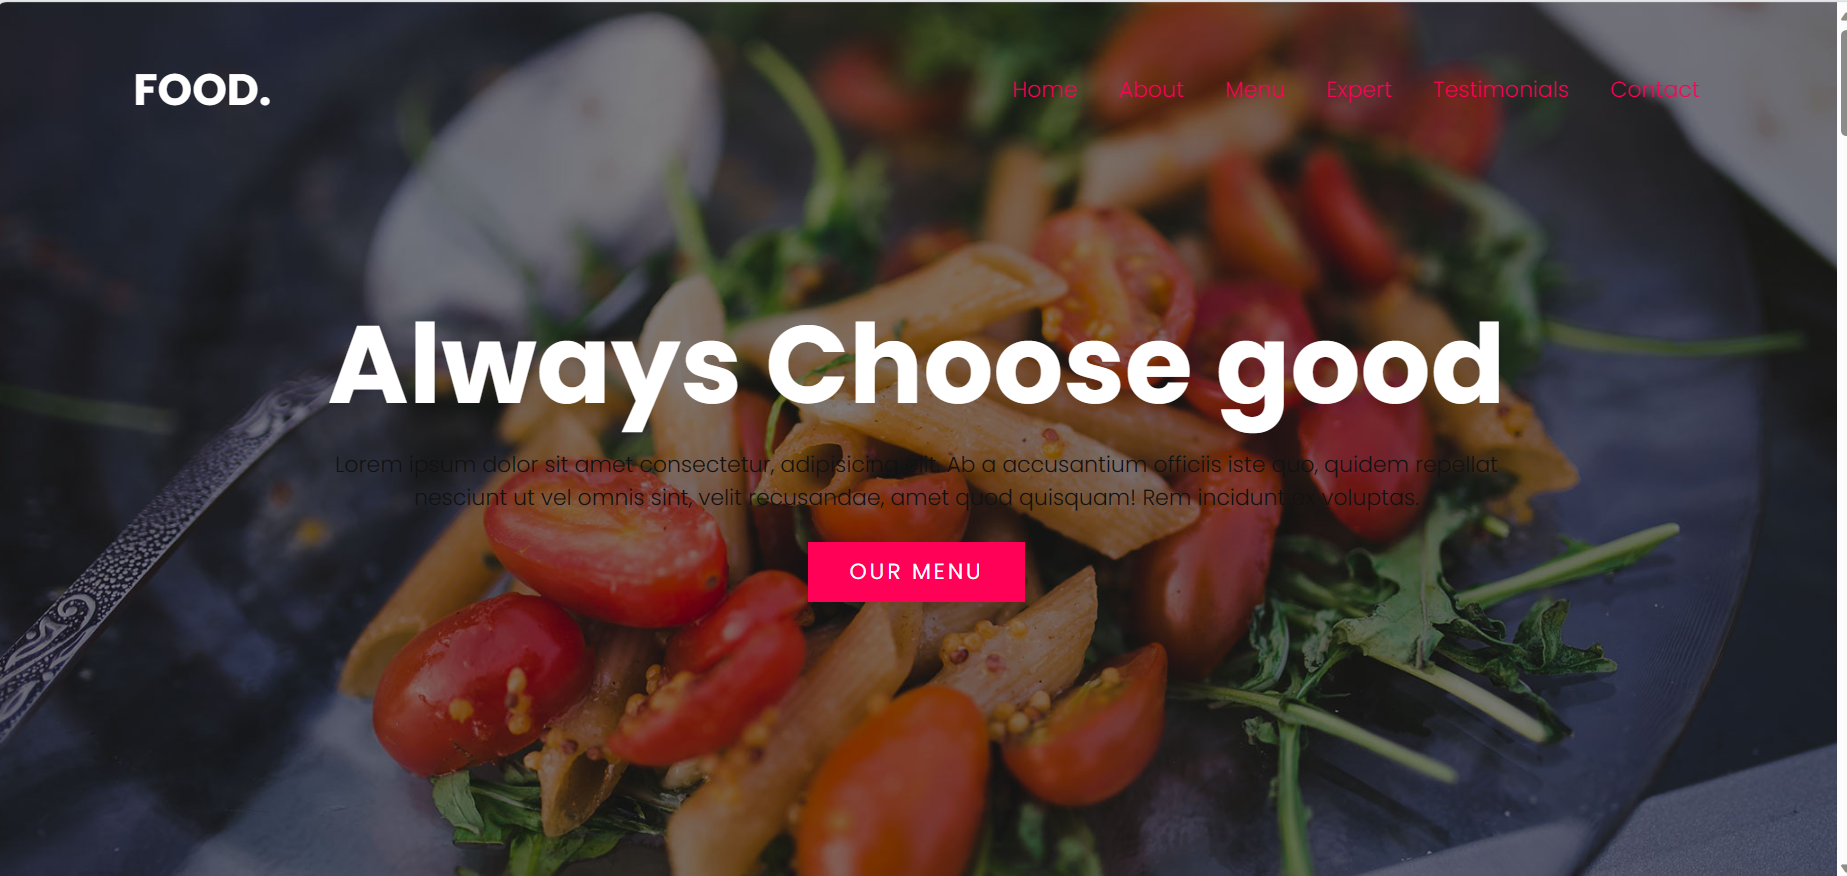 FOOD.
Home About Menu Expert Testimonials Contact
Always Choose good
Lorem ipsum dolor sit amet consectetur, adipisicing elit. Ab a accusantium officiis iste quo, quidem repellat
nesciunt ut vel omnis sint, velit recusandae, amet quod quisquam! Rem incidunt ex voluptas.
OUR MENU